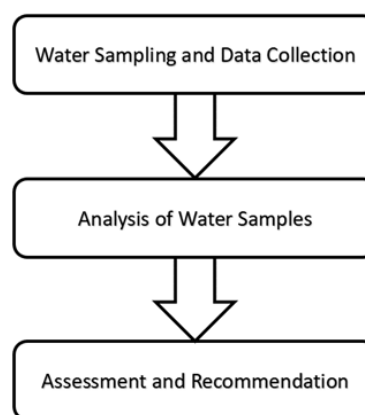 Water Sampling and Data Collection
Analysis of Water Samples
Assessment and Recommendation